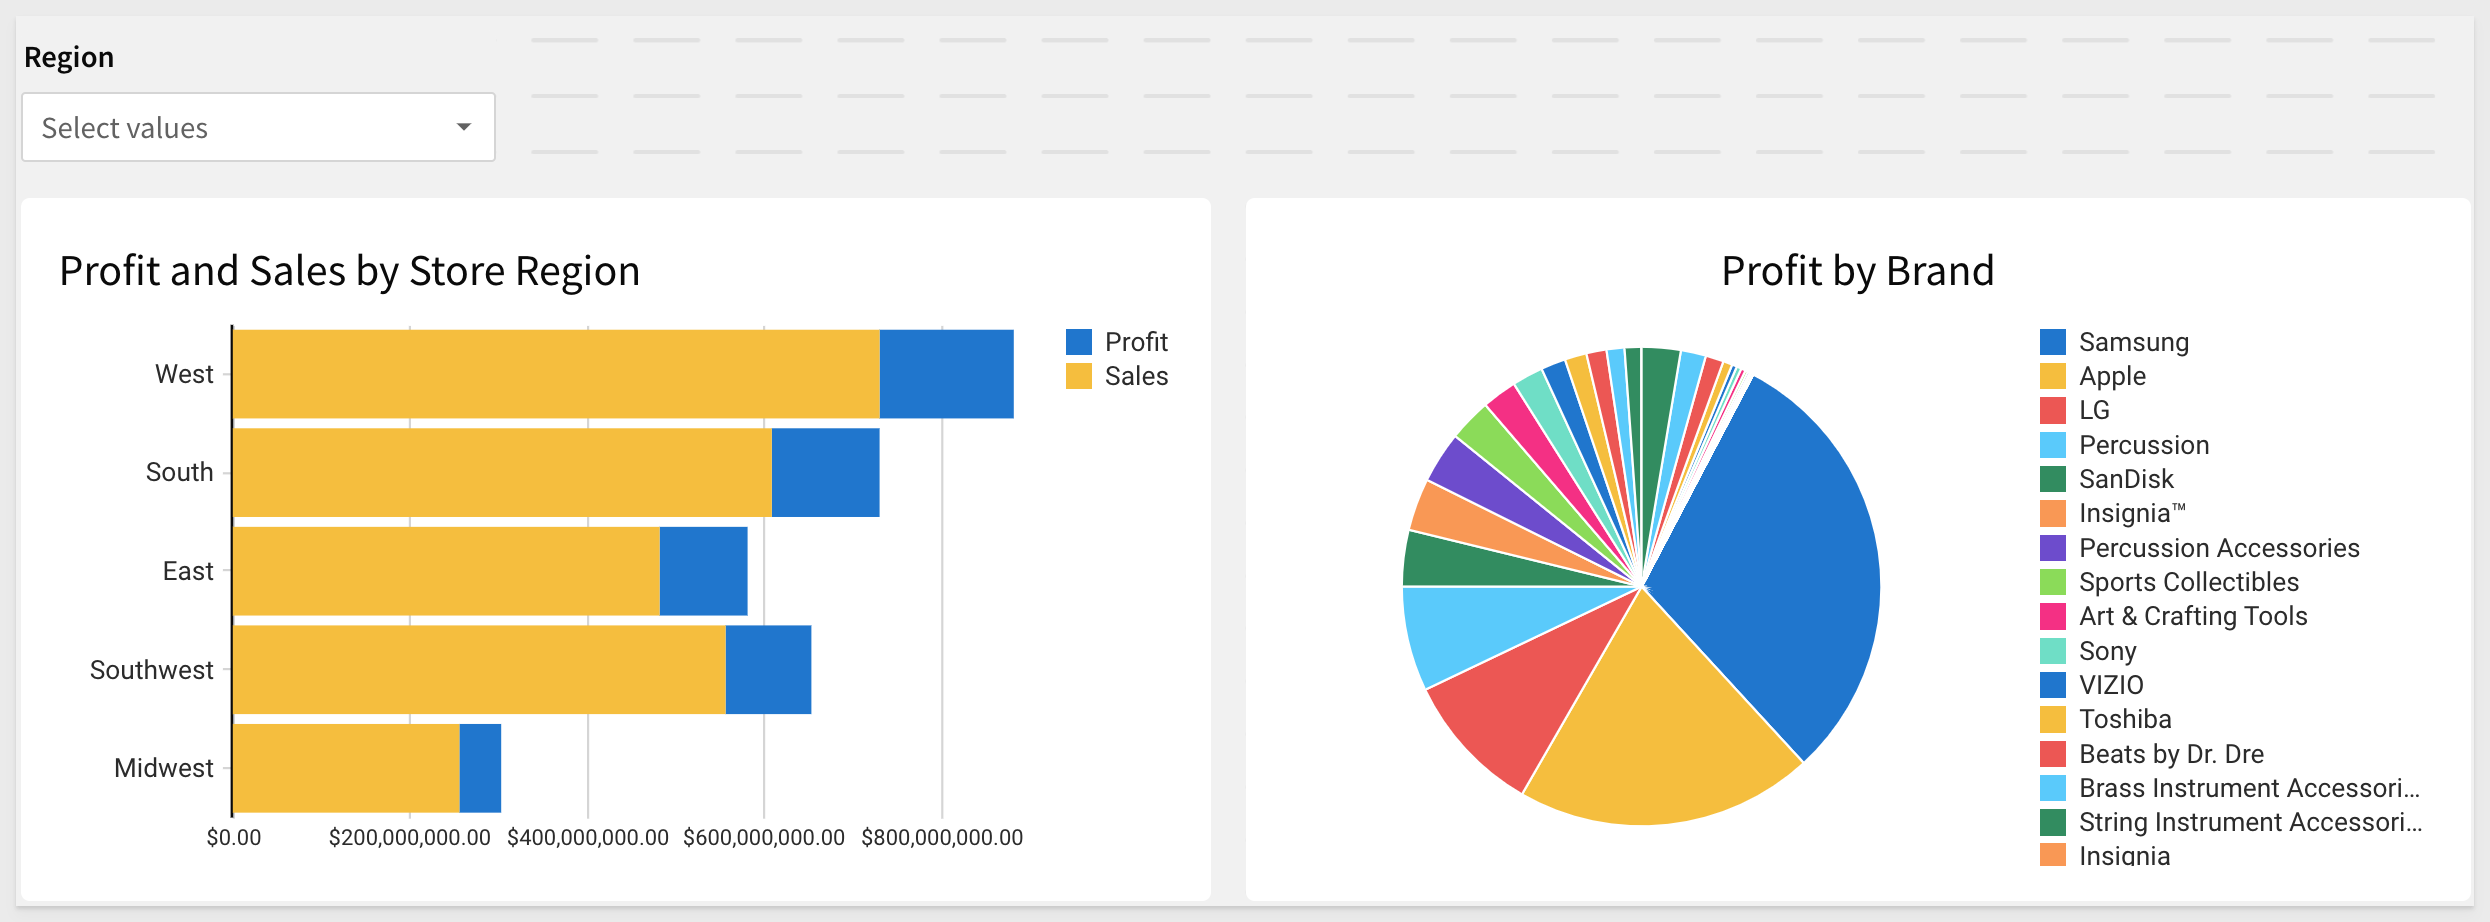 Region
Select values
Profit and Sales by Store Region
West
South
East
Southwest
Midwest
$0.00
$200,000,000.00
$400,000,000.00
$600,000,000.00
$800,000,000.00
Profit
Sales
Profit by Brand
Samsung
Apple
LG
Percussion
SanDisk
Insignia™
Percussion Accessories
Sports Collectibles
Art & Crafting Tools
Sony
VIZIO
Toshiba
Beats by Dr. Dre
Brass Instrument Accessori...
String Instrument Accessori...
Insignia